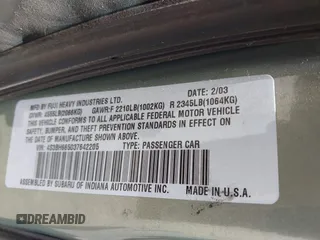 MFD. BY FUJI HEAVY INDUSTRIES LTD. DATE: 2/03
GVWR: 4555LB(2066KG) GAWR:F 2210LB(1002KG) R 2345LB(1064KG)
THIS VEHICLE CONFORMS TO ALL APPLICABLE FEDERAL MOTOR VEHICLE
SAFETY, BUMPER, AND THEFT PREVENTION STANDARDS IN EFFECT
ON THE DATE OF MANUFACTURE SHOWN ABOVE.
V.I.N.: TYPE: PASSENGER CAR
ASSEMBLED BY SUBARU OF INDIANA AUTOMOTIVE INC. MADE IN U.S.A.
DREAMBID